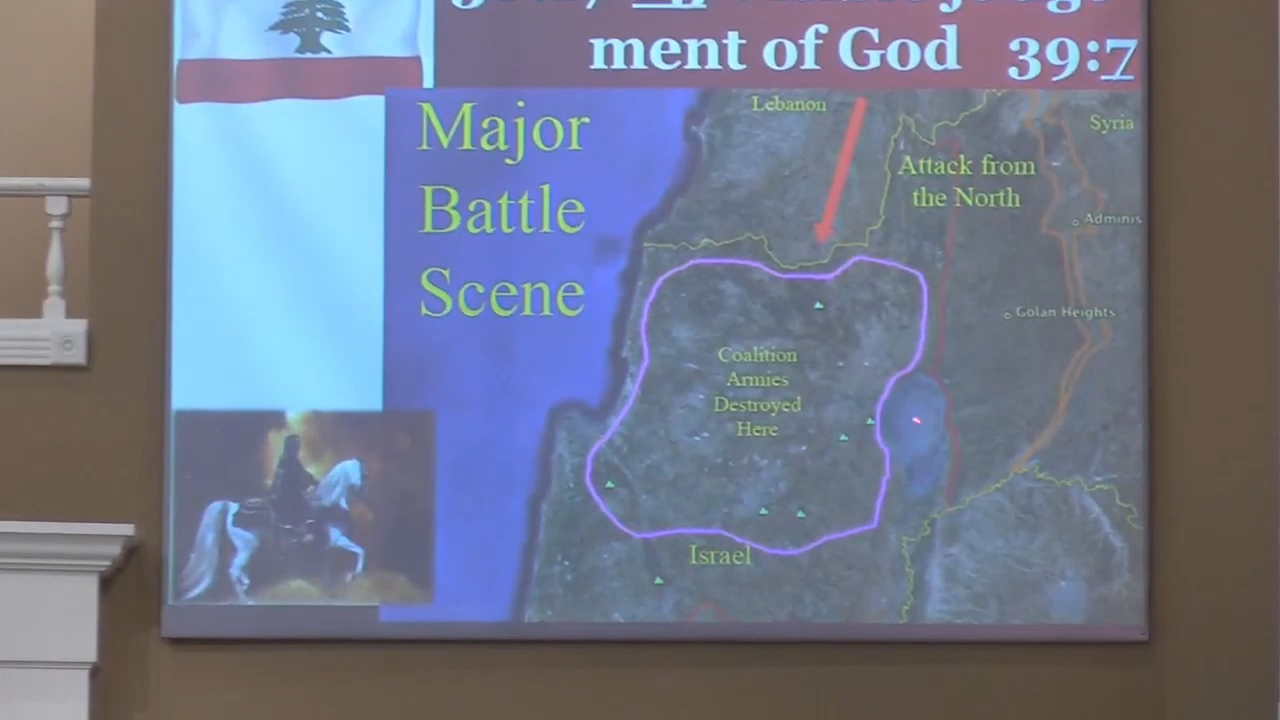 ment of God 39:7
Major
Battle
Scene
Lebanon
Syria
Attack from
the North
Adminis
Golan Heights
Coalition
Armies
Destroyed
Here
Israel